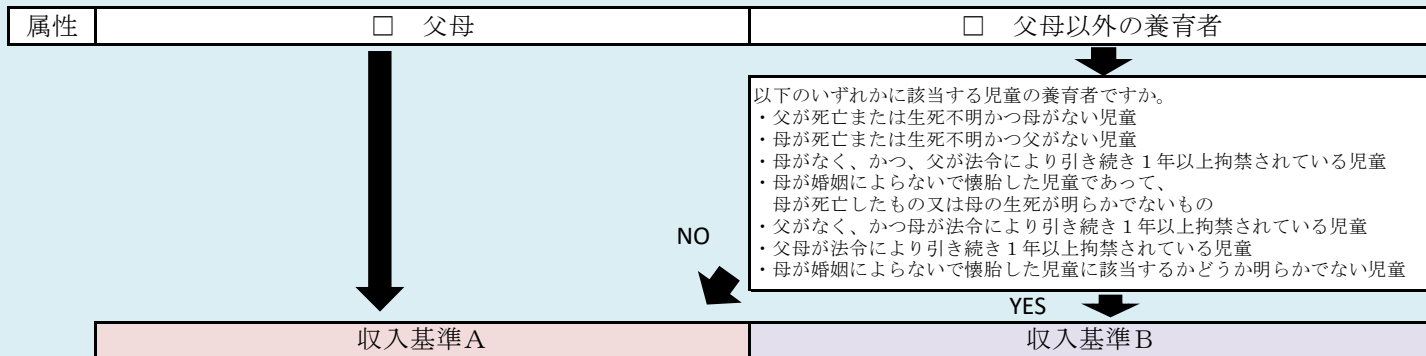 属性 □ 父母 □ 父母以外の養育者
以下のいずれかに該当する児童の養育者ですか。
・父が死亡または生死不明かつ母がない児童
・母が死亡または生死不明かつ父がない児童
・母がなく、かつ、父が法令により引き続き１年以上拘禁されている児童
・母が婚姻によらないで懐胎した児童であって、
母が死亡したもの又は母の生死が明らかでないもの
・父がなく、かつ母が法令により引き続き１年以上拘禁されている児童
・父母が法令により引き続き１年以上拘禁されている児童
・母が婚姻によらないで懐胎した児童に該当するかどうか明らかでない児童
NO
YES
収入基準Ａ 収入基準Ｂ